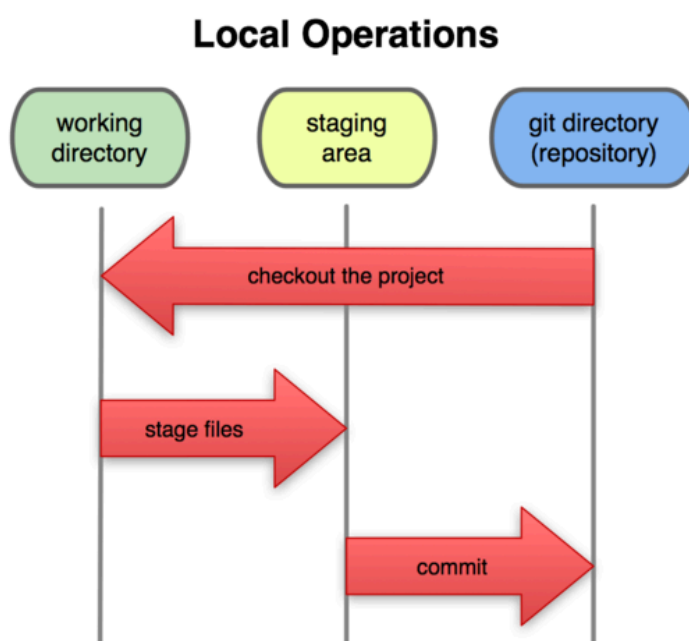 Local Operations
working
directory
staging
area
git directory
(repository)
checkout the project
stage files
commit